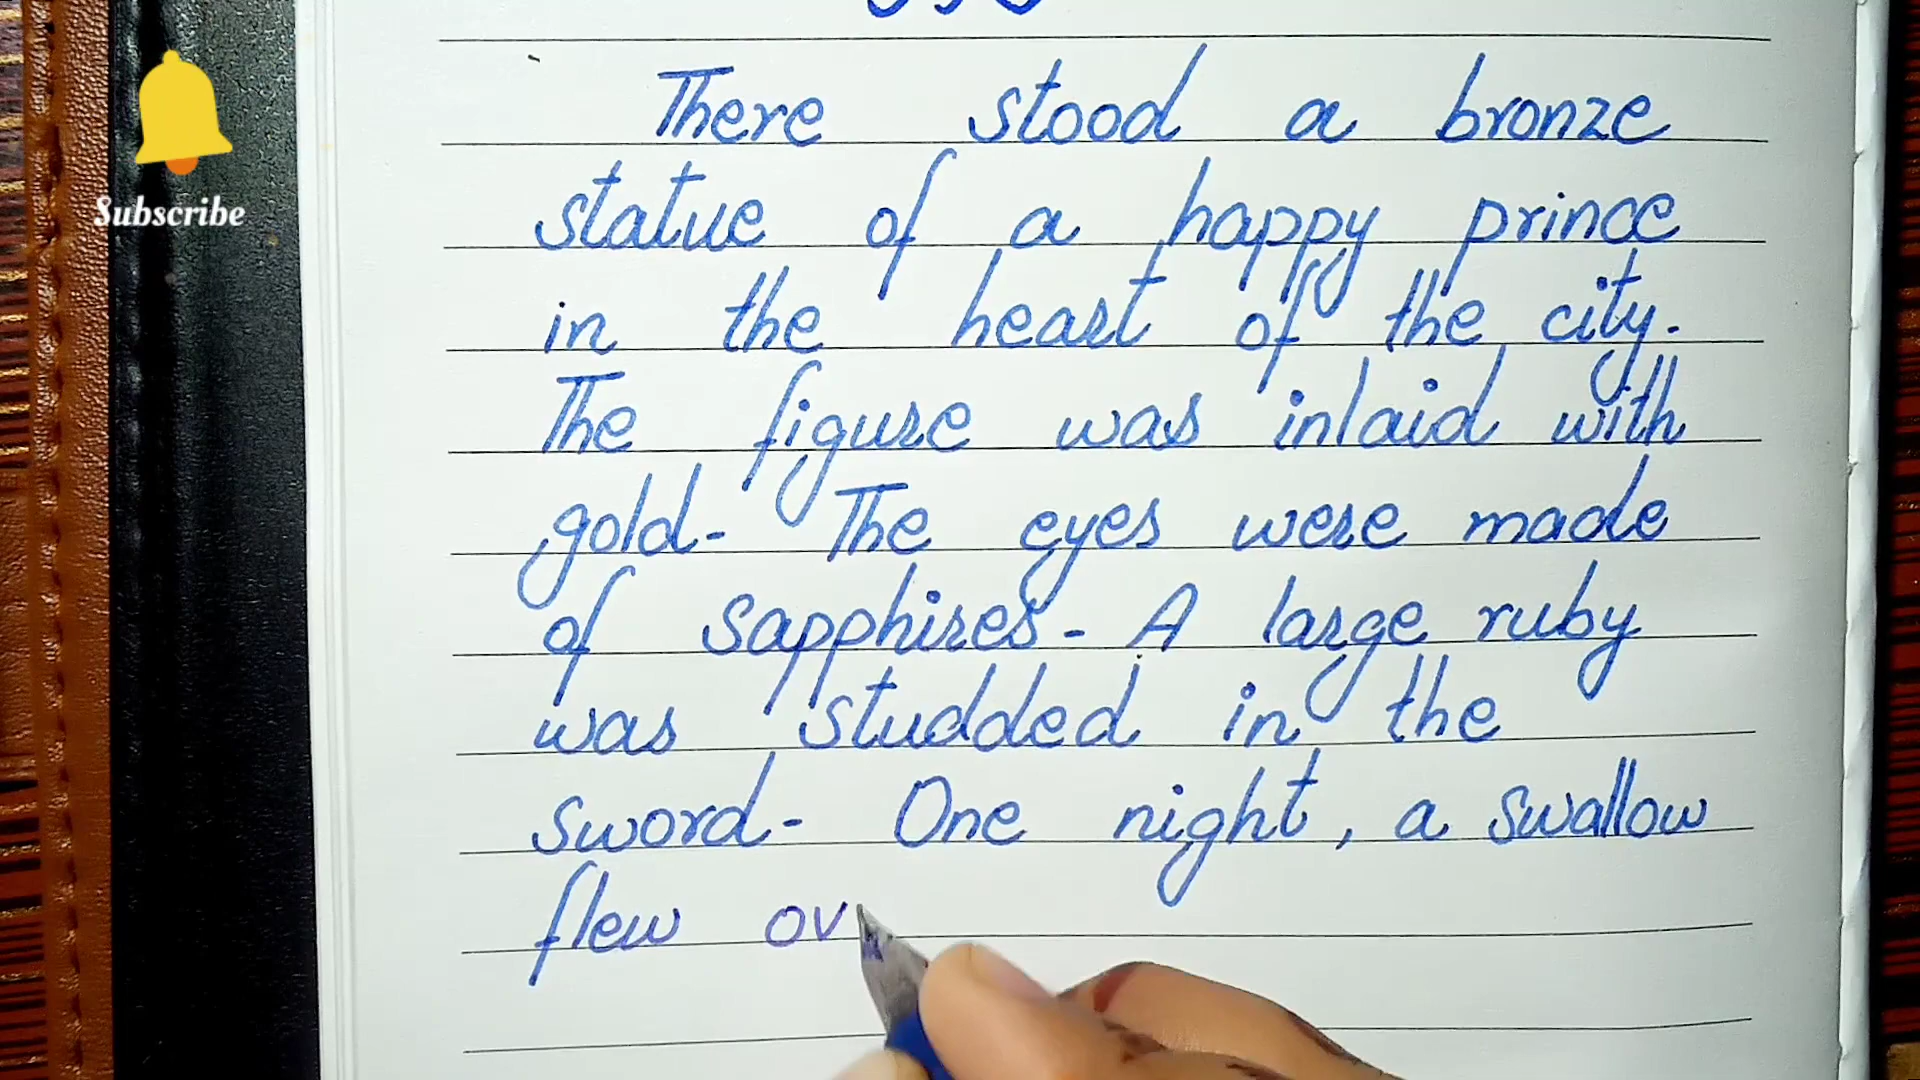 Subscribe
There stood a bronze
statue of a happy prince
in the heart of the city.
The figure was inlaid with
gold- The eyes were made
of sapphires- A large ruby
was studded in the
sword- One night, a swallow
flew ov